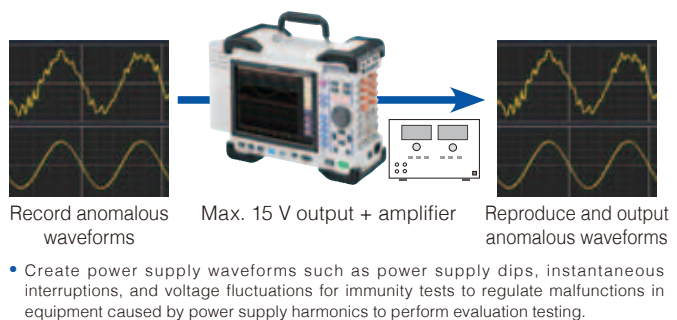 Record anomalous
waveforms
Max. 15 V output + amplifier
Reproduce and output
anomalous waveforms
• Create power supply waveforms such as power supply dips, instantaneous
interruptions, and voltage fluctuations for immunity tests to regulate malfunctions in
equipment caused by power supply harmonics to perform evaluation testing.